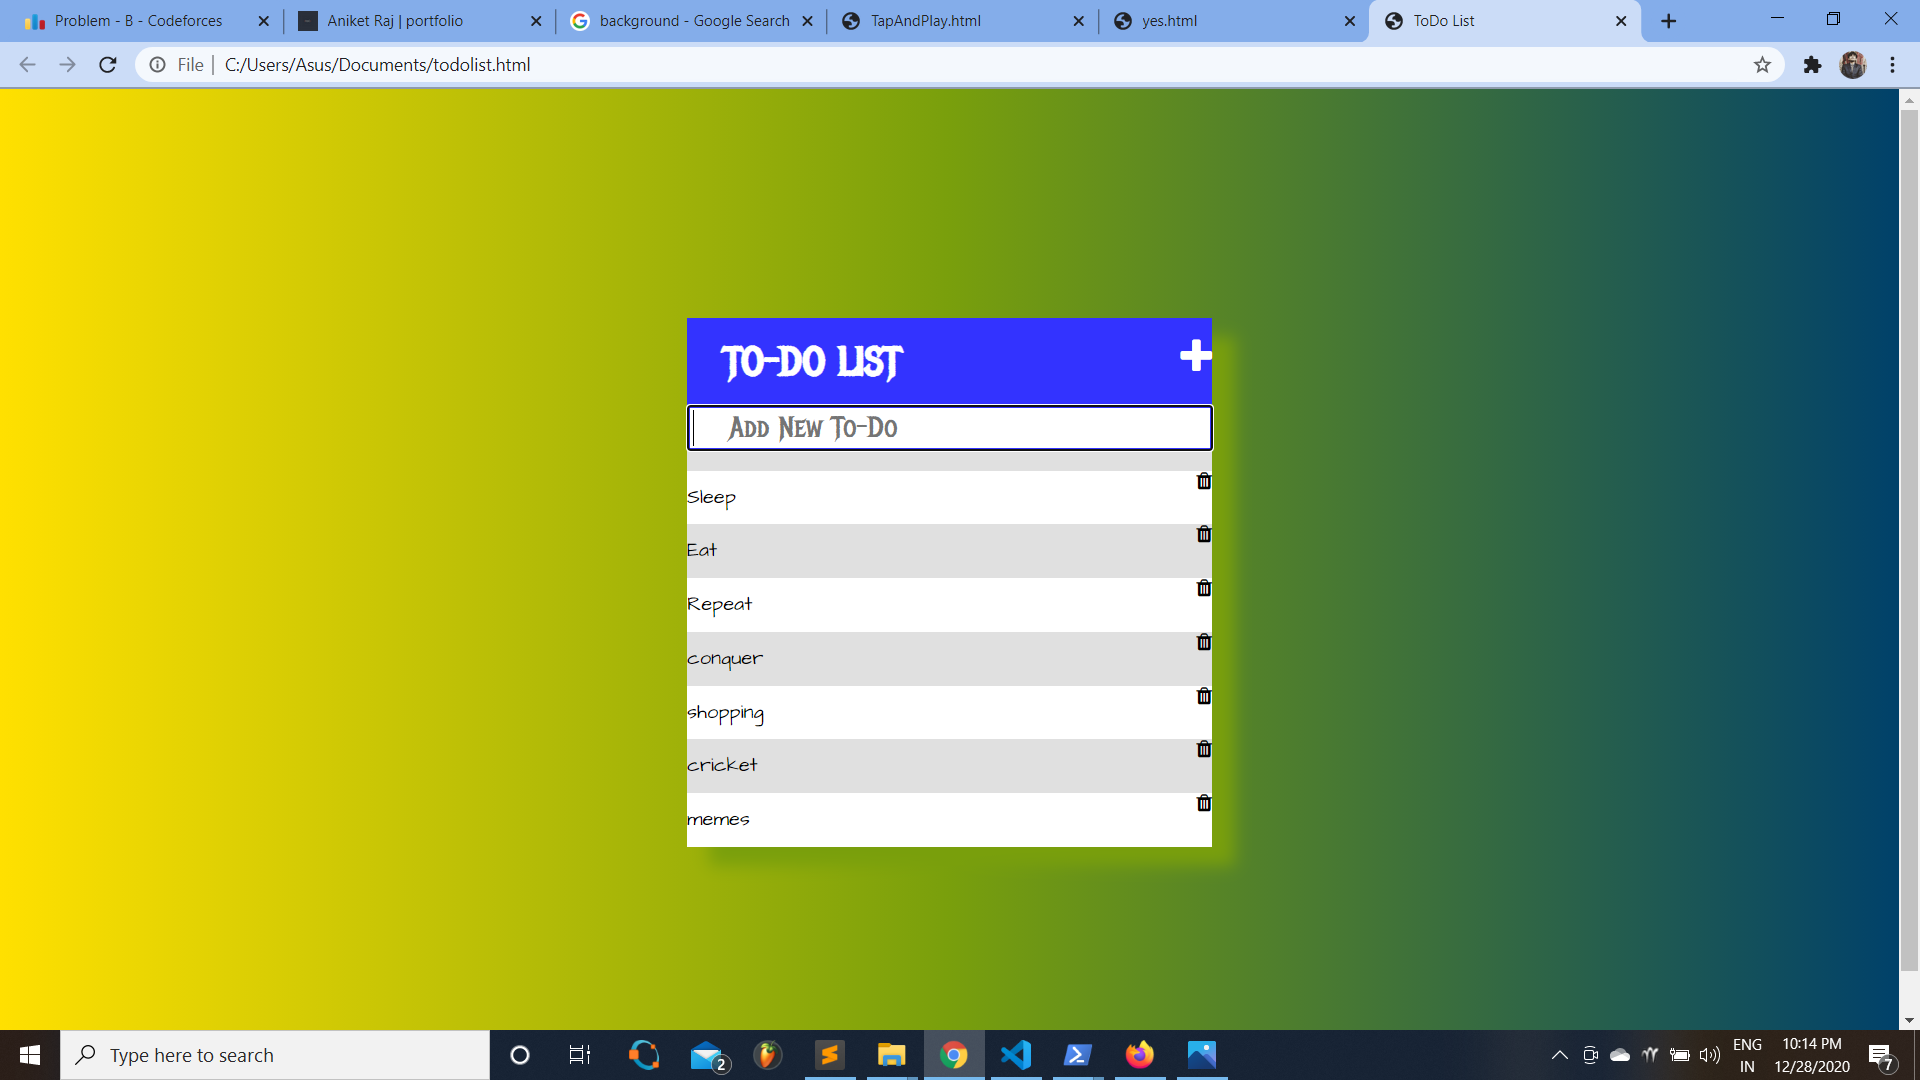 Problem - B - Codeforces
Aniket Raj | portfolio
background - Google Search
TapAndPlay.html
yes.html
ToDo List
File | C:/Users/Asus/Documents/todolist.html
TO-DO LIST
Add New To-Do
Sleep
Eat
Repeat
conquer
shopping
cricket
memes
Type here to search
2
ENG
IN
10:14 PM
12/28/2020
7